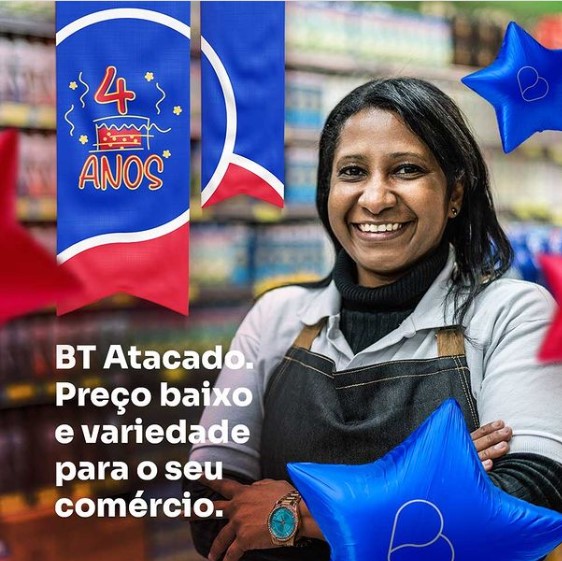 4
ANOS
BT Atacado.
Preço baixo
e variedade
para o seu
comércio.